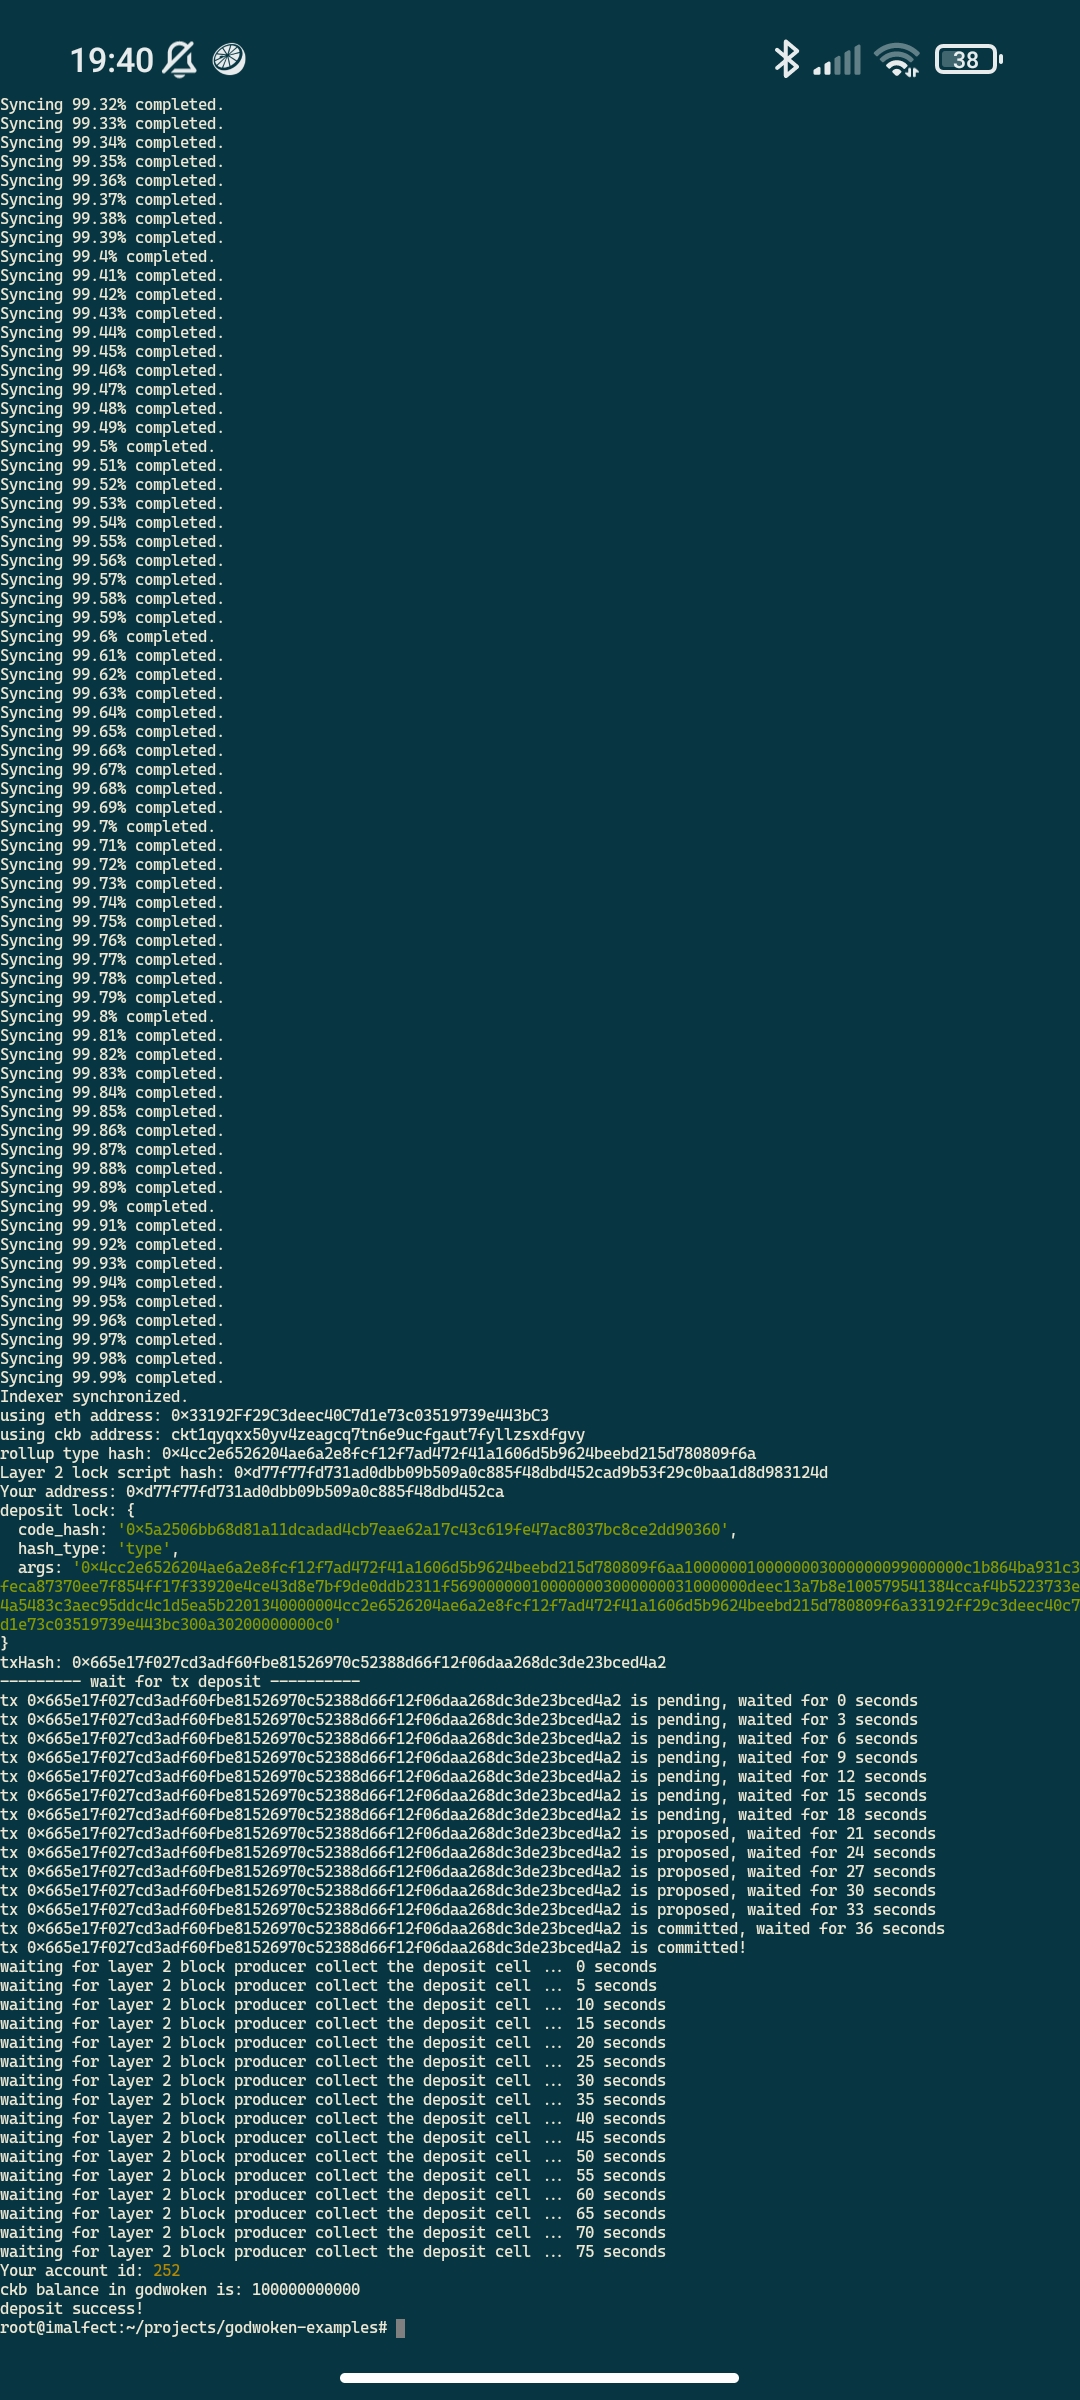 19:40
38
Syncing 99.32% completed.
Syncing 99.33% completed.
Syncing 99.34% completed.
Syncing 99.35% completed.
Syncing 99.36% completed.
Syncing 99.37% completed.
Syncing 99.38% completed.
Syncing 99.39% completed.
Syncing 99.4% completed.
Syncing 99.41% completed.
Syncing 99.42% completed.
Syncing 99.43% completed.
Syncing 99.44% completed.
Syncing 99.45% completed.
Syncing 99.46% completed.
Syncing 99.47% completed.
Syncing 99.48% completed.
Syncing 99.49% completed.
Syncing 99.5% completed.
Syncing 99.51% completed.
Syncing 99.52% completed.
Syncing 99.53% completed.
Syncing 99.54% completed.
Syncing 99.55% completed.
Syncing 99.56% completed.
Syncing 99.57% completed.
Syncing 99.58% completed.
Syncing 99.59% completed.
Syncing 99.6% completed.
Syncing 99.61% completed.
Syncing 99.62% completed.
Syncing 99.63% completed.
Syncing 99.64% completed.
Syncing 99.65% completed.
Syncing 99.66% completed.
Syncing 99.67% completed.
Syncing 99.68% completed.
Syncing 99.69% completed.
Syncing 99.7% completed.
Syncing 99.71% completed.
Syncing 99.72% completed.
Syncing 99.73% completed.
Syncing 99.74% completed.
Syncing 99.75% completed.
Syncing 99.76% completed.
Syncing 99.77% completed.
Syncing 99.78% completed.
Syncing 99.79% completed.
Syncing 99.8% completed.
Syncing 99.81% completed.
Syncing 99.82% completed.
Syncing 99.83% completed.
Syncing 99.84% completed.
Syncing 99.85% completed.
Syncing 99.86% completed.
Syncing 99.87% completed.
Syncing 99.88% completed.
Syncing 99.89% completed.
Syncing 99.9% completed.
Syncing 99.91% completed.
Syncing 99.92% completed.
Syncing 99.93% completed.
Syncing 99.94% completed.
Syncing 99.95% completed.
Syncing 99.96% completed.
Syncing 99.97% completed.
Syncing 99.98% completed.
Syncing 99.99% completed.
Indexer synchronized.
using eth address: 0x33192Ff29C3deec40C7d1e73c03519739e443bC3
using ckb address: ckt1qyqxx50yv4zeagcq7tn6e9ucfgaut7fyllzsxdfgvy
rollup type hash: 0x4cc2e6526204ae6a2e8fcf12f7ad472f41a1606d5b9624beebd215d780809f6a
Layer 2 lock script hash: 0xd77f77fd731ad0dbb09b509a0c885f48dbd452cad9b53f29c0baa1d8d983124d
Your address: 0xd77f77fd731ad0dbb09b509a0c885f48dbd452ca
deposit lock: {
  code_hash: '0x5a2506bb68d81a11dcadad4cb7eae62a17c43c619fe47ac8037bc8ce2dd90360',
  hash_type: 'type',
  args: '0x4cc2e6526204ae6a2e8fcf12f7ad472f41a1606d5b9624beebd215d780809f6aa10000001000000030000000099000000c1b864ba931c3
feca87370ee7f854ff17f33920e4ce43d8e7bf9de0ddb2311f5690000000100000003000000031000000deec13a7b8e100579541384ccaf4b5223733e
4a5483c3aec95ddc4c1d5ea5b2201340000004cc2e6526204ae6a2e8fcf12f7ad472f41a1606d5b9624beebd215d780809f6a33192ff29c3deec40c7
d1e73c03519739e443bc300a30200000000c0'
}
txHash: 0x665e17f027cd3adf60fbe81526970c52388d66f12f06daa268dc3de23bced4a2
--------- wait for tx deposit ----------
tx 0x665e17f027cd3adf60fbe81526970c52388d66f12f06daa268dc3de23bced4a2 is pending, waited for 0 seconds
tx 0x665e17f027cd3adf60fbe81526970c52388d66f12f06daa268dc3de23bced4a2 is pending, waited for 3 seconds
tx 0x665e17f027cd3adf60fbe81526970c52388d66f12f06daa268dc3de23bced4a2 is pending, waited for 6 seconds
tx 0x665e17f027cd3adf60fbe81526970c52388d66f12f06daa268dc3de23bced4a2 is pending, waited for 9 seconds
tx 0x665e17f027cd3adf60fbe81526970c52388d66f12f06daa268dc3de23bced4a2 is pending, waited for 12 seconds
tx 0x665e17f027cd3adf60fbe81526970c52388d66f12f06daa268dc3de23bced4a2 is pending, waited for 15 seconds
tx 0x665e17f027cd3adf60fbe81526970c52388d66f12f06daa268dc3de23bced4a2 is pending, waited for 18 seconds
tx 0x665e17f027cd3adf60fbe81526970c52388d66f12f06daa268dc3de23bced4a2 is proposed, waited for 21 seconds
tx 0x665e17f027cd3adf60fbe81526970c52388d66f12f06daa268dc3de23bced4a2 is proposed, waited for 24 seconds
tx 0x665e17f027cd3adf60fbe81526970c52388d66f12f06daa268dc3de23bced4a2 is proposed, waited for 27 seconds
tx 0x665e17f027cd3adf60fbe81526970c52388d66f12f06daa268dc3de23bced4a2 is proposed, waited for 30 seconds
tx 0x665e17f027cd3adf60fbe81526970c52388d66f12f06daa268dc3de23bced4a2 is proposed, waited for 33 seconds
tx 0x665e17f027cd3adf60fbe81526970c52388d66f12f06daa268dc3de23bced4a2 is committed, waited for 36 seconds
tx 0x665e17f027cd3adf60fbe81526970c52388d66f12f06daa268dc3de23bced4a2 is committed!
waiting for layer 2 block producer collect the deposit cell ... 0 seconds
waiting for layer 2 block producer collect the deposit cell ... 5 seconds
waiting for layer 2 block producer collect the deposit cell ... 10 seconds
waiting for layer 2 block producer collect the deposit cell ... 15 seconds
waiting for layer 2 block producer collect the deposit cell ... 20 seconds
waiting for layer 2 block producer collect the deposit cell ... 25 seconds
waiting for layer 2 block producer collect the deposit cell ... 30 seconds
waiting for layer 2 block producer collect the deposit cell ... 35 seconds
waiting for layer 2 block producer collect the deposit cell ... 40 seconds
waiting for layer 2 block producer collect the deposit cell ... 45 seconds
waiting for layer 2 block producer collect the deposit cell ... 50 seconds
waiting for layer 2 block producer collect the deposit cell ... 55 seconds
waiting for layer 2 block producer collect the deposit cell ... 60 seconds
waiting for layer 2 block producer collect the deposit cell ... 65 seconds
waiting for layer 2 block producer collect the deposit cell ... 70 seconds
waiting for layer 2 block producer collect the deposit cell ... 75 seconds
Your account id: 252
ckb balance in godwoken is: 100000000000
deposit success!
root@imalfect:~/projects/godwoken-examples#